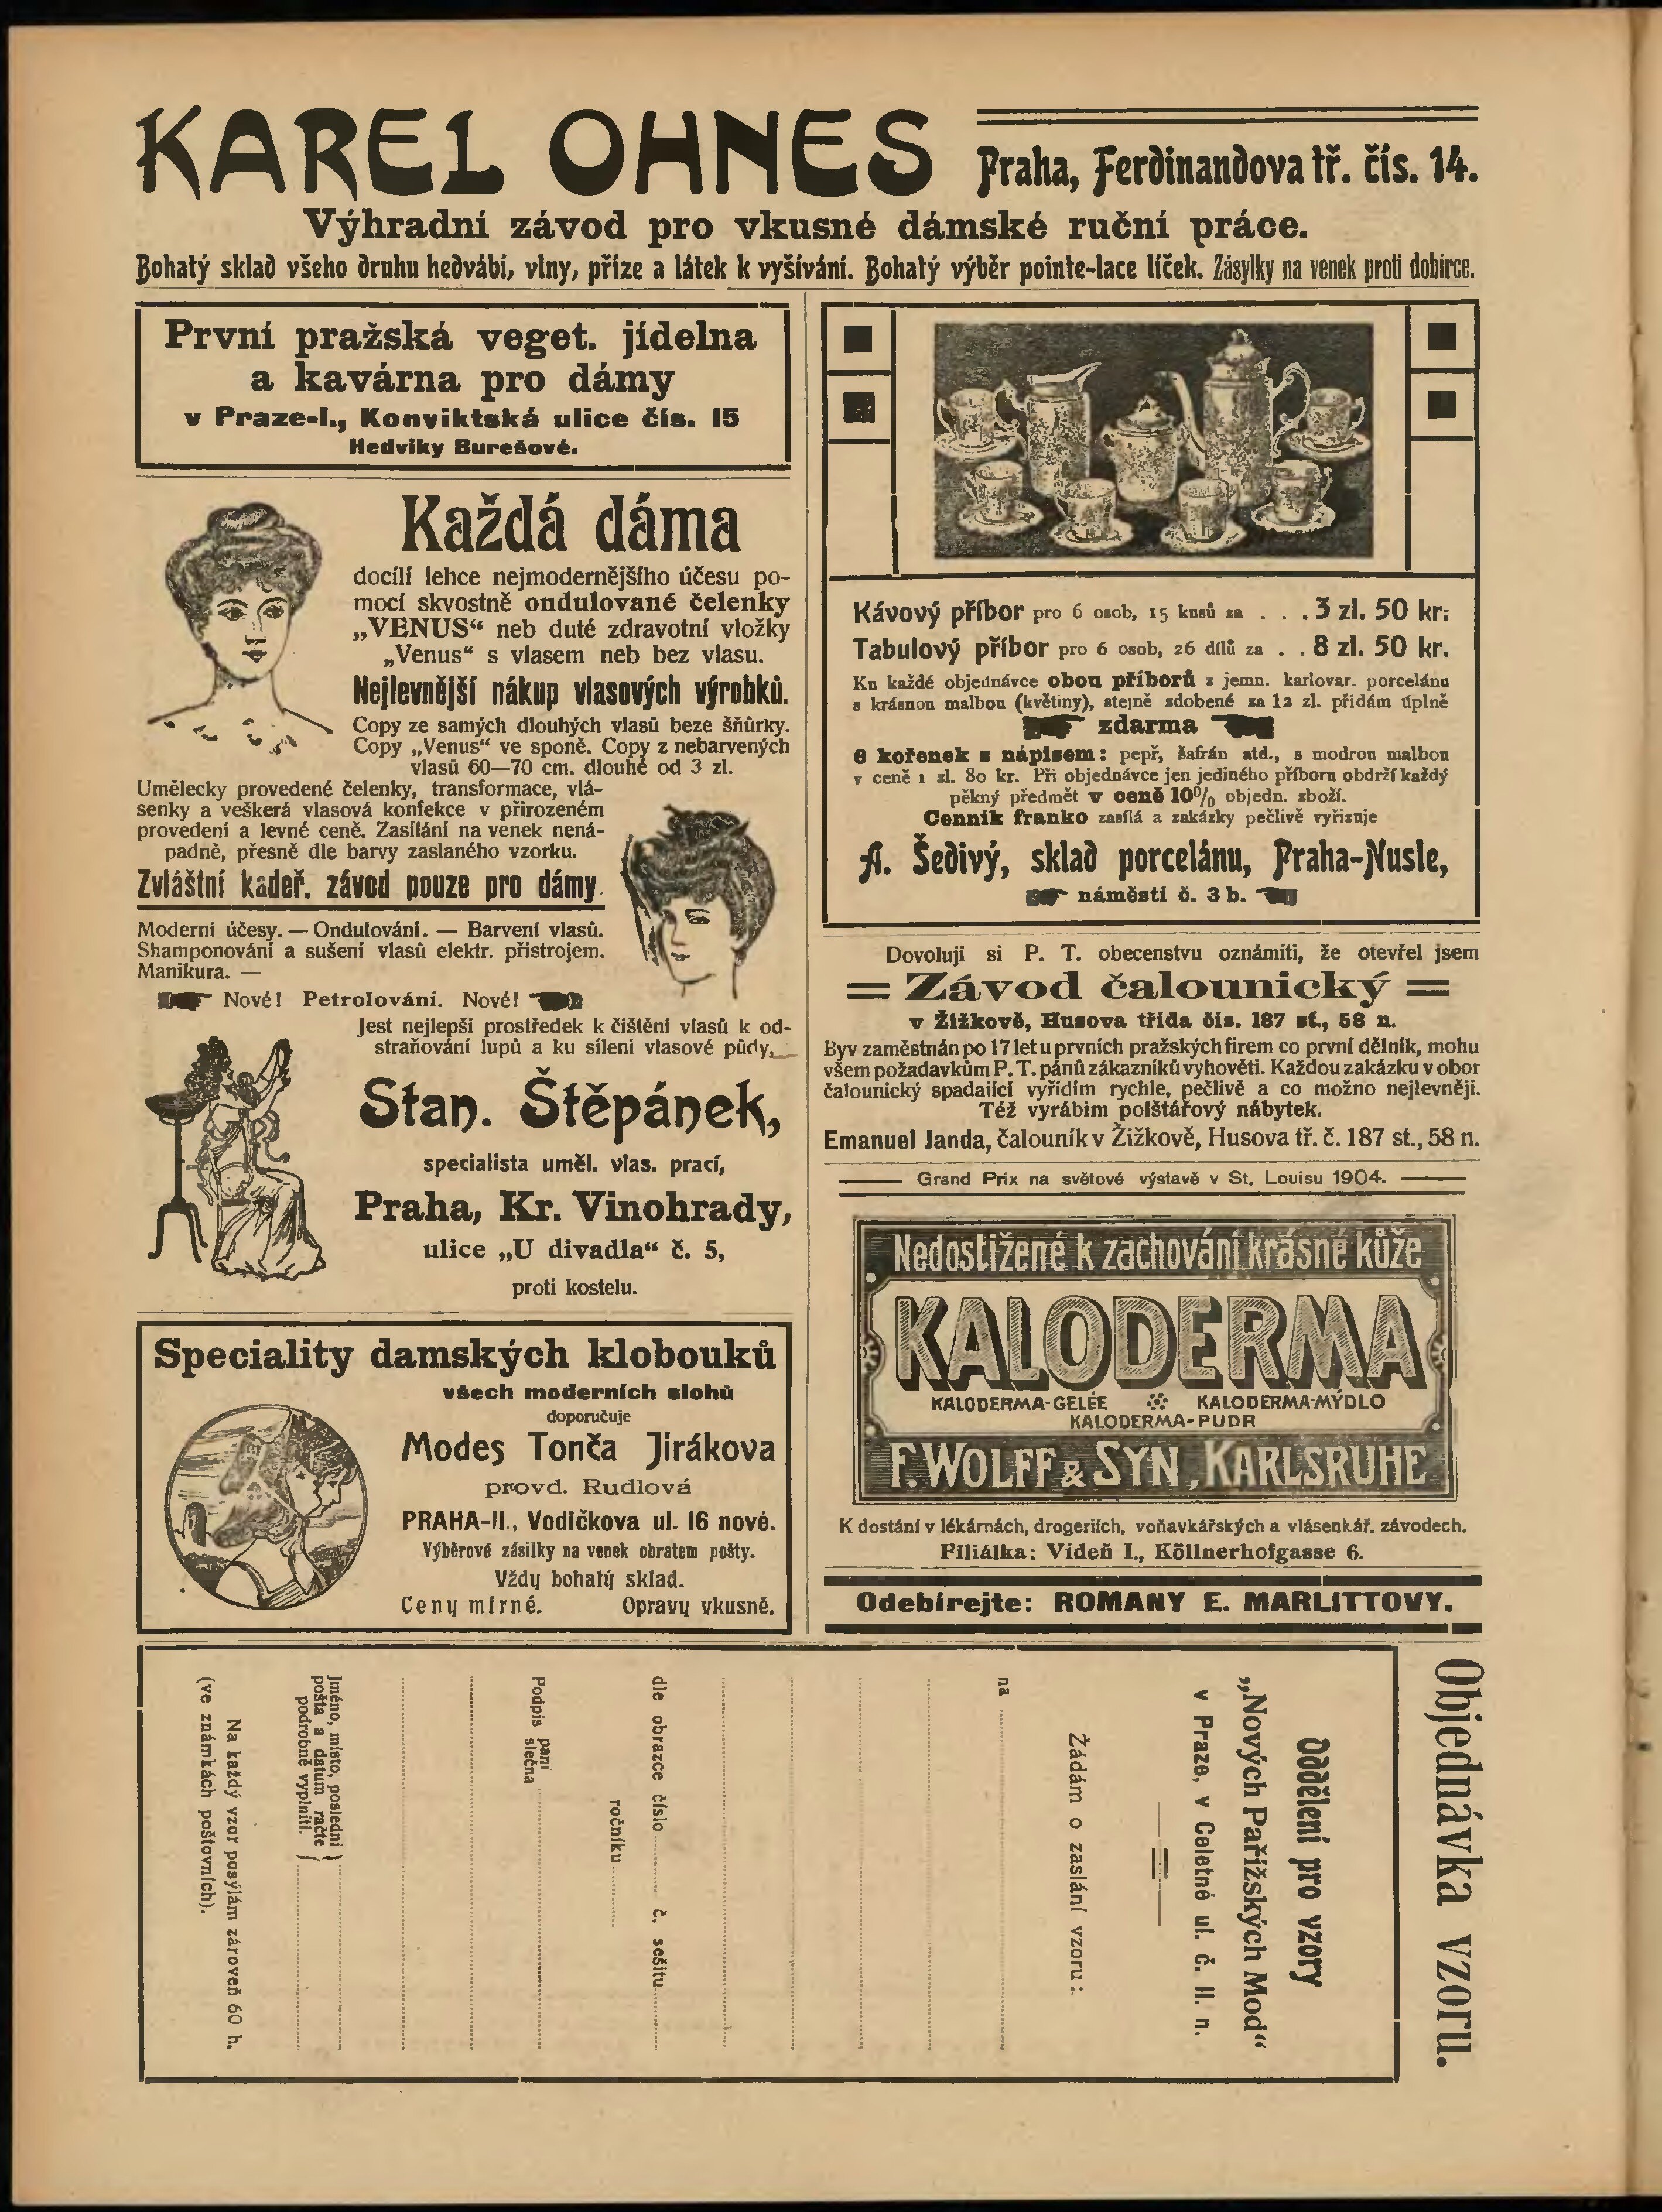 KAREL OHNES
Praha, Ferdinandova tř. čís. 14.
Výhradní závod pro vkusné dámské ruční práce.
Bohatý sklad všeho druhu hedvábí, vlny, příze a látek k vyšívání. Bohatý výběr pointe-lace líček. Zásylky na venek proti dobírce.
První pražská veget. jídelna
a kavárna pro dámy
v Praze-I., Konviktská ulice čís. 15
Hedviky Burešové.
Každá dáma
docílí lehce nejmodernějšího účesu po-
mocí skvostně ondulované čelenky
„VENUS“ neb duté zdravotní vložky
„Venus“ s vlasem neb bez vlasu.
Nejlevnější nákup vlasových výrobků.
Copy ze samých dlouhých vlasů beze šňůrky.
Copy „Venus“ ve sponě. Copy z nebarvených
vlasů 60—70 cm. dlouhé od 3 zl.
Umělecky provedené čelenky, transformace, vlá-
senky a veškerá vlasová konfekce v přirozeném
provedení a levné ceně. Zasílání na venek nená-
padně, přesně dle barvy zaslaného vzorku.
Zvláštní kadeř. závod pouze pro dámy.
Moderní účesy. — Ondulování. — Barvení vlasů.
Shamponování a sušení vlasů elektr. přístrojem.
Manikura. —
Nové! Petrolování. Nové!
Jest nejlepší prostředek k čištění vlasů k od-
straňování lupů a ku sílení vlasové půdy.
Stan. Štěpánek,
specialista uměl. vlas. prací,
Praha, Kr. Vinohrady,
ulice „U divadla“ č. 5,
proti kostelu.
Speciality damských klobouků
všech moderních slohů
doporučuje
Modes Tonča Jirákova
provd. Rudlová
PRAHA-II., Vodičkova ul. 16 nové.
Výběrové zásilky na venek obratem pošty.
Vždy bohatý sklad.
Ceny mírné. Opravy vkusně.
Kávový příbor pro 6 osob, 15 kusů za . . . 3 zl. 50 kr.
Tabulový příbor pro 6 osob, 26 dílů za . . 8 zl. 50 kr.
Ku každé objednávce obou příborů z jemn. karlovar. porcelánu
s krásnou malbou (květiny), stejně zdobené za 12 zl. přidám úplně
zdarma
6 kořenek s nápisem: pepř, šafrán atd., s modrou malbou
v ceně 1 zl. 80 kr. Při objednávce jen jediného příboru obdrží každý
pěkný předmět v ceně 10% objedn. zboží.
Cenník franko zasílá a zakázky pečlivě vyřizuje
A. Šedivý, sklad porcelánu, Praha-Nusle,
náměstí č. 3 b.
Dovoluji si P. T. obecenstvu oznámiti, že otevřel jsem
= Závod čalounický =
v Žižkově, Husova třída čis. 187 st., 58 n.
Byv zaměstnán po 17 let u prvních pražských firem co první dělník, mohu
všem požadavkům P. T. pánů zákazníků vyhověti. Každou zakázku v obor
čalounický spadající vyřídím rychle, pečlivě a co možno nejlevněji.
Též vyrábím polštářový nábytek.
Emanuel Janda, čalouník v Žižkově, Husova tř. č. 187 st., 58 n.
Grand Prix na světové výstavě v St. Louisu 1904.
Nedostižené k zachování krásné kůže
KALODERMA
KALODERMA-GELÉE KALODERMA-MÝDLO
KALODERMA-PUDR
F. WOLFF & SYN, KARLSRUHE
K dostání v lékárnách, drogeriích, voňavkářských a vlásenkář. závodech.
Filiálka: Vídeň I., Köllnerhofgasse 6.
Odebírejte: ROMANY E. MARLITTOVY.
Objednávka vzoru.
Oddělení pro vzory
„Nových Pařížských Mod“
v Praze, v Celetné ul. č. 11. n.
Žádám o zaslání vzoru:
na
dle obrazce číslo č. sešitu
ročníku
Podpis paní
slečna
Jméno, místo, poslední
pošta a datum račte
podrobně vyplniti.
Na každý vzor posýlám zároveň 60 h.
(ve známkách poštovních).